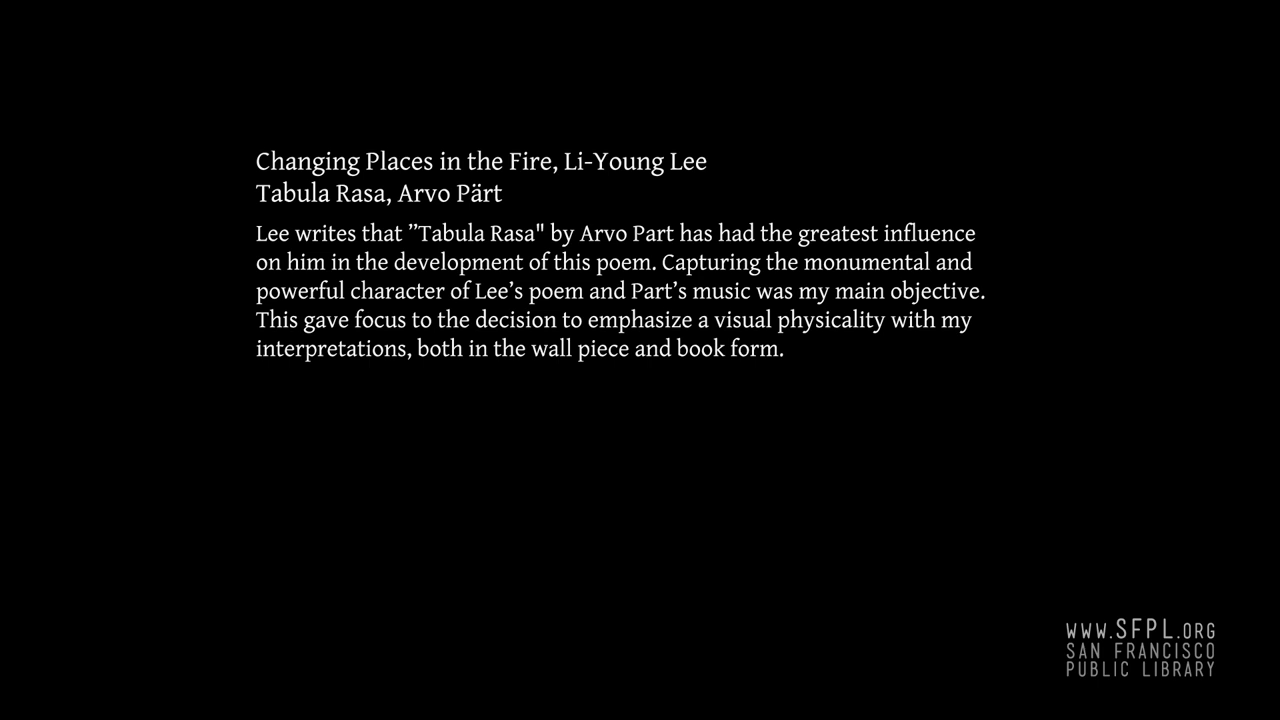 Changing Places in the Fire, Li-Young Lee
Tabula Rasa, Arvo Pärt
Lee writes that ”Tabula Rasa" by Arvo Part has had the greatest influence
on him in the development of this poem. Capturing the monumental and
powerful character of Lee’s poem and Part’s music was my main objective.
This gave focus to the decision to emphasize a visual physicality with my
interpretations, both in the wall piece and book form.
WWW.SFPL.ORG
SAN FRANCISCO
PUBLIC LIBRARY